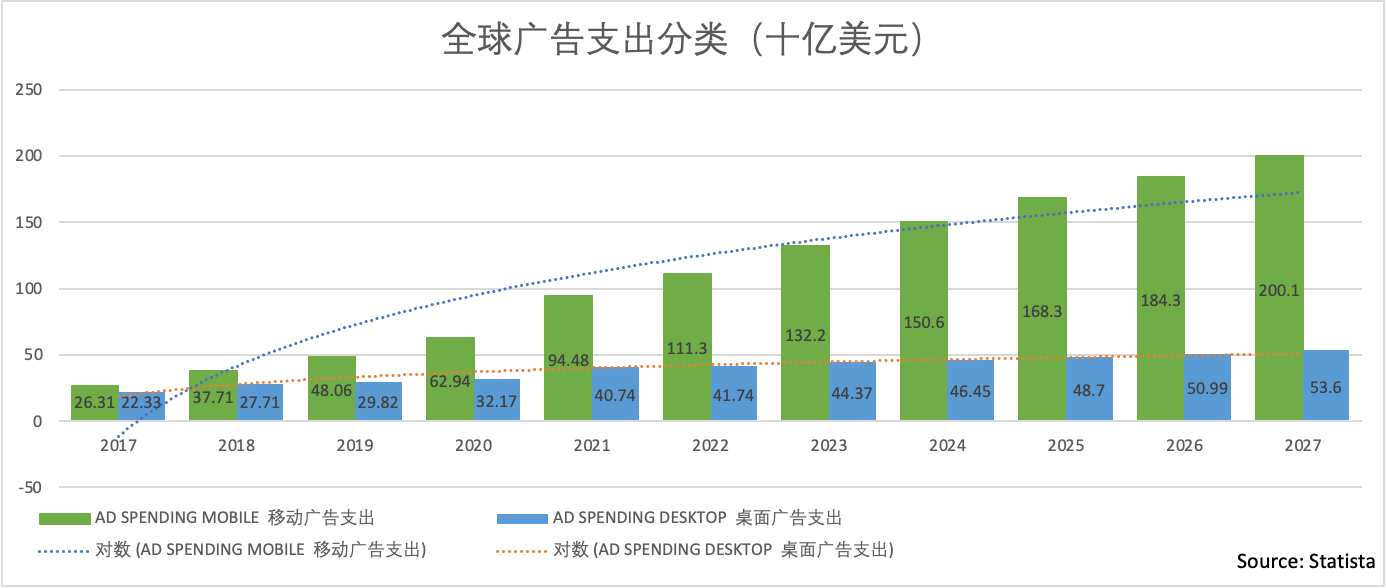 全球广告支出分类（十亿美元）
250
200
150
100
50
0
-50
26.31 22.33 37.71 27.71 48.06 29.82 62.94 32.17 94.48 40.74 111.3 41.74 132.2 44.37 150.6 46.45 168.3 48.7 184.3 50.99 200.1 53.6
2017 2018 2019 2020 2021 2022 2023 2024 2025 2026 2027
AD SPENDING MOBILE 移动广告支出 AD SPENDING DESKTOP 桌面广告支出
对数 (AD SPENDING MOBILE 移动广告支出) 对数 (AD SPENDING DESKTOP 桌面广告支出)
Source: Statista